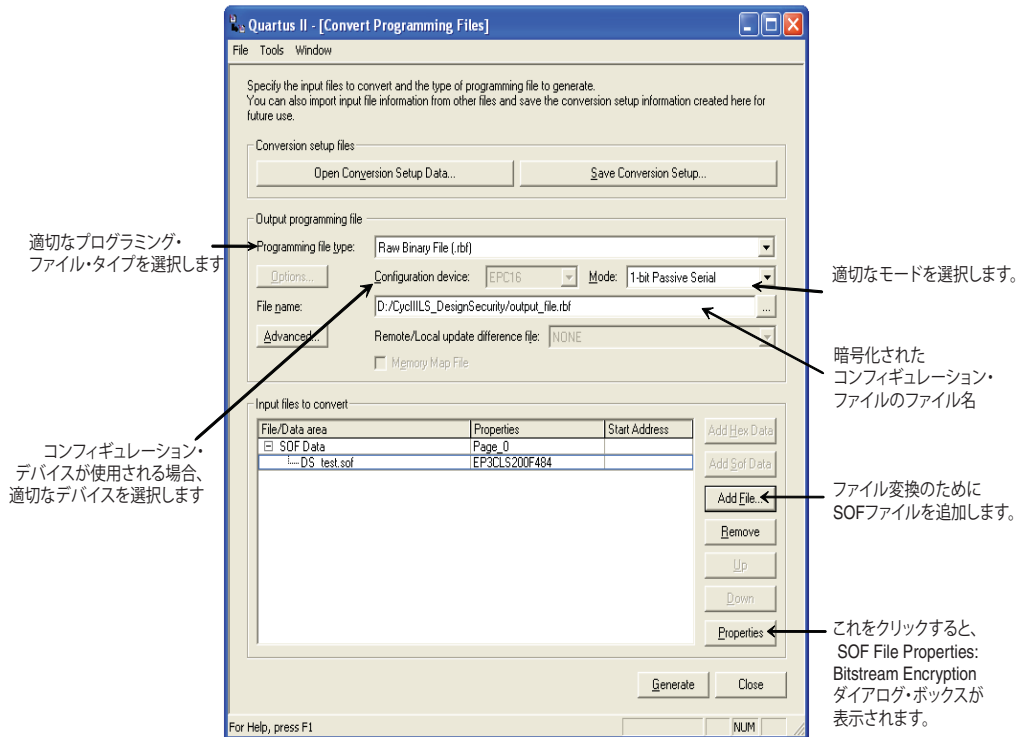 Quartus II - [Convert Programming Files]
File Tools Window
Specify the input files to convert and the type of programming file to generate.
You can also import input file information from other files and save the conversion setup information created here for
future use.
Conversion setup files
Open Conversion Setup Data...
Save Conversion Setup...
Output programming file
適切なプログラミング・
ファイル・タイプを選択します
Programming file type:
Raw Binary File (.rbf)
Options...
Configuration device:
EPC16
Mode:
1-bit Passive Serial
適切なモードを選択します。
File name:
D:/CyclIILS_DesignSecurity/output_file.rbf
...
Advanced...
Remote/Local update difference file:
NONE
Memory Map File
暗号化された
コンフィギュレーション・
ファイルのファイル名
Input files to convert
File/Data area
Properties
Start Address
SOF Data
Page_0
DS_test.sof
EP3CLS200F484
Add Hex Data
Add Sof Data
Add File...
Remove
Up
Down
Properties
コンフィギュレーション・
デバイスが使用される場合、
適切なデバイスを選択します
ファイル変換のために
SOFファイルを追加します。
これをクリックすると、
SOF File Properties:
Bitstream Encryption
ダイアログ・ボックスが
表示されます。
Generate
Close
For Help, press F1
NUM